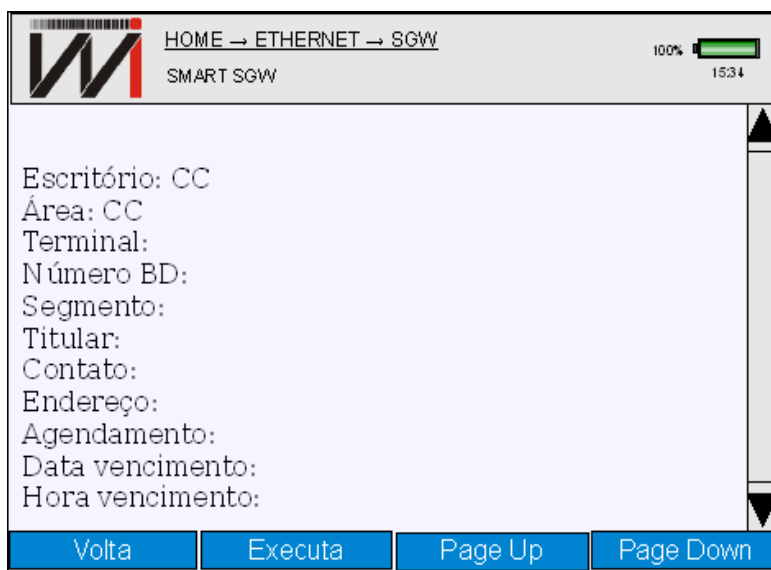 HOME → ETHERNET → SGW
100%
SMART SGW
15:34
Escritório: CC
Área: CC
Terminal:
Número BD:
Segmento:
Titular:
Contato:
Endereço:
Agendamento:
Data vencimento:
Hora vencimento:
Volta
Executa
Page Up
Page Down